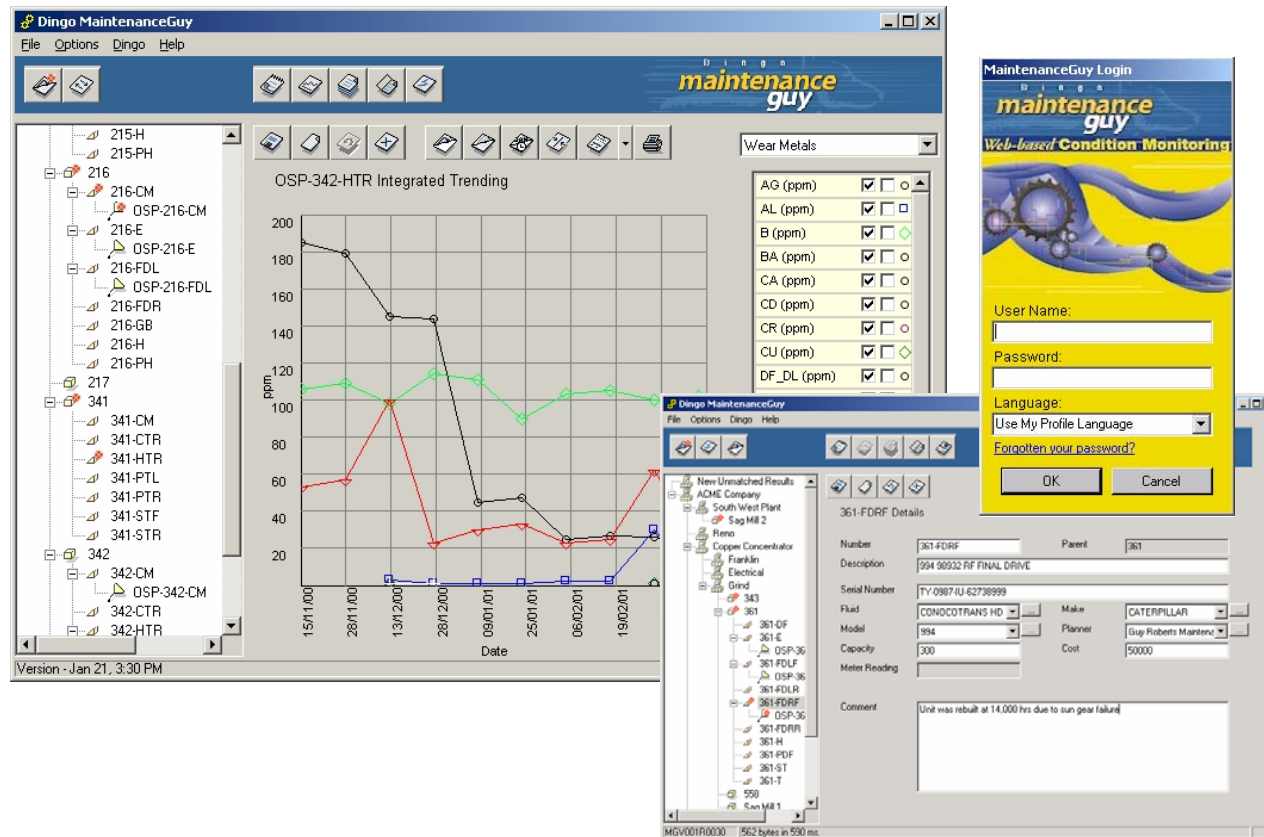 Dingo MaintenanceGuy
File Options Dingo Help
Dingo
maintenance
guy
215-H
215-PH
216
216-CM
OSP-216-CM
216-E
OSP-216-E
216-FDL
OSP-216-FDL
216-FDR
216-GB
216-H
216-PH
217
341
341-CM
341-CTR
341-HTR
341-PTL
341-PTR
341-STF
341-STR
342
342-CM
OSP-342-CM
342-CTR
342-HTR
Version - Jan 21, 3:30 PM
Wear Metals
OSP-342-HTR Integrated Trending
200
180
160
140
120
100
80
60
40
20
ppm
15/11/00
28/11/00
13/12/00
28/12/00
09/01/01
25/01/01
06/02/01
19/02/01
Date
AG (ppm)
AL (ppm)
B (ppm)
BA (ppm)
CA (ppm)
CD (ppm)
CR (ppm)
CU (ppm)
DF_DL (ppm)
MaintenanceGuy Login
Dingo
maintenance
guy
Web-based Condition Monitoring
User Name:
Password:
Language:
Use My Profile Language
Forgotten your password?
OK Cancel
Dingo MaintenanceGuy
File Options Dingo Help
New Unmatched Results
ACME Company
South West Plant
Sag Mill 2
Reno
Copper Concentrator
Franklin
Electrical
Grind
343
361
361-DF
361-E
OSP-36
361-FDLF
OSP-36
361-FDLR
361-FDRF
OSP-36
361-FDRR
361-H
361-PDF
361-ST
361-T
558
Sag Mill 1
361-FDRF Details
Number 361-FDRF Parent 361
Description 994 98932 RF FINAL DRIVE
Serial Number TY-0987-IU-62738999
Fluid CONOCOTRANS HD ... Make CATERPILLAR ...
Model 994 ... Planner Guy Roberts Maintenc ...
Capacity 300 Cost 50000
Meter Reading
Comment Unit was rebuilt at 14,000 hrs due to sun gear failure
MGV001R0030 562 bytes in 590 ms.